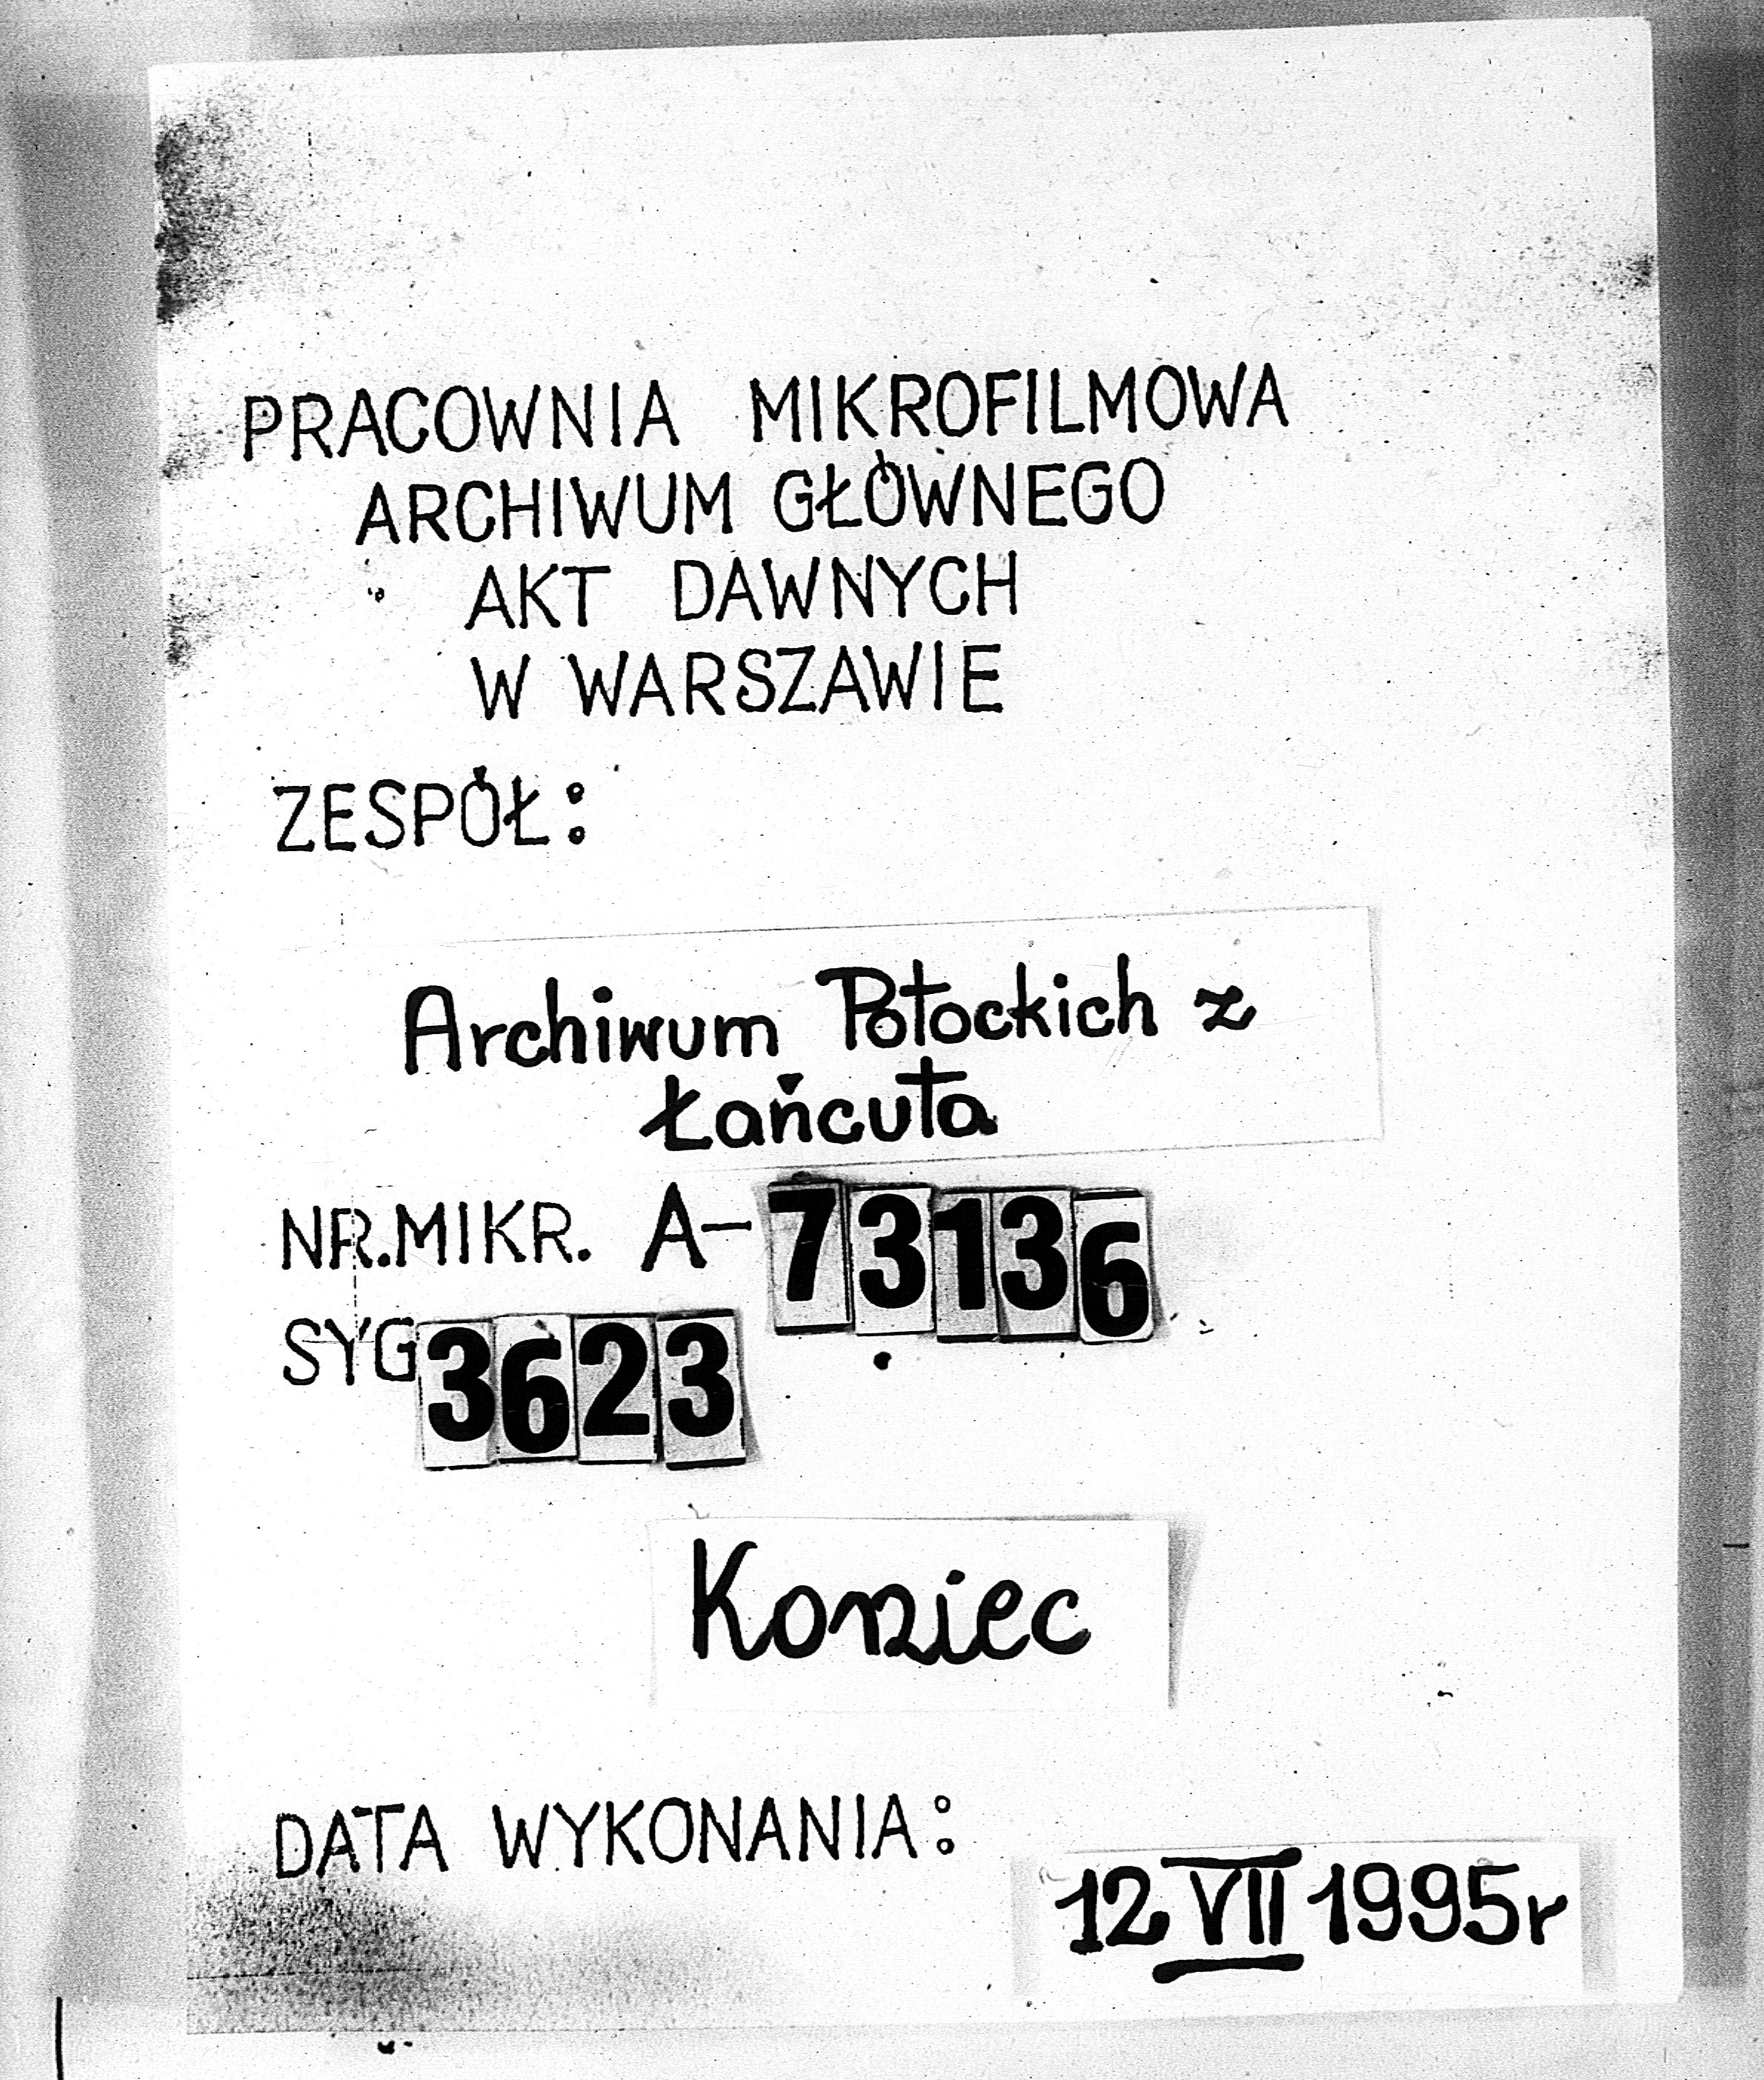 PRACOWNIA MIKROFILMOWA
ARCHIWUM GŁÓWNEGO
AKT DAWNYCH
W WARSZAWIE
ZESPÓŁ:
Archiwum Potockich z
Łańcuta
NR.MIKR. A-73136
SYG 3623
Koniec
DATA WYKONANIA:
12 VII 1995r